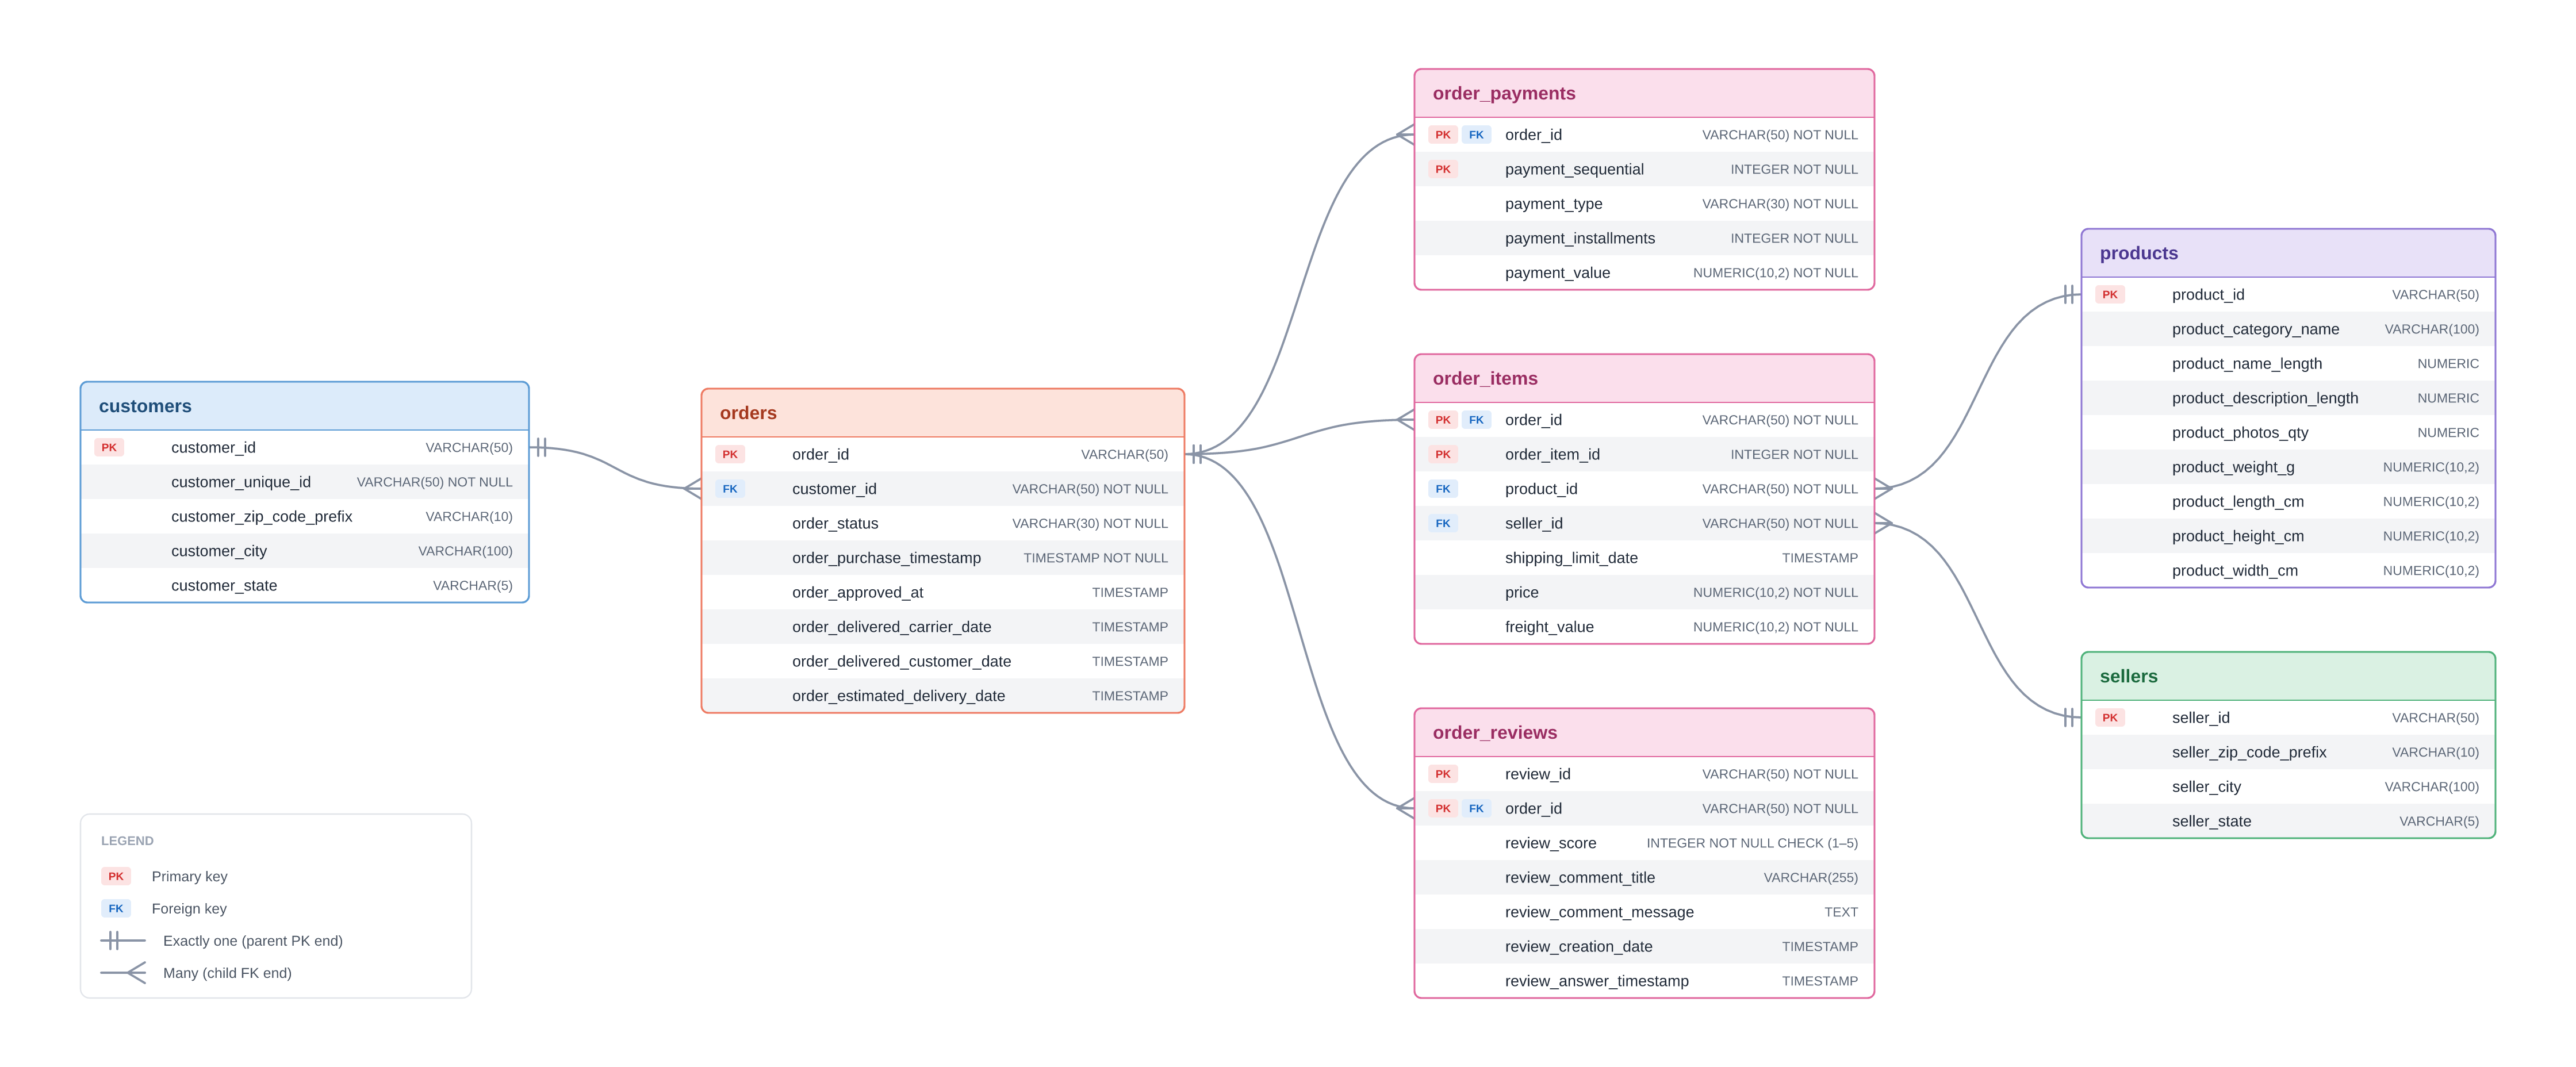 customers
PK customer_id VARCHAR(50)
customer_unique_id VARCHAR(50) NOT NULL
customer_zip_code_prefix VARCHAR(10)
customer_city VARCHAR(100)
customer_state VARCHAR(5)
orders
PK order_id VARCHAR(50)
FK customer_id VARCHAR(50) NOT NULL
order_status VARCHAR(30) NOT NULL
order_purchase_timestamp TIMESTAMP NOT NULL
order_approved_at TIMESTAMP
order_delivered_carrier_date TIMESTAMP
order_delivered_customer_date TIMESTAMP
order_estimated_delivery_date TIMESTAMP
order_payments
PK FK order_id VARCHAR(50) NOT NULL
PK payment_sequential INTEGER NOT NULL
payment_type VARCHAR(30) NOT NULL
payment_installments INTEGER NOT NULL
payment_value NUMERIC(10,2) NOT NULL
order_items
PK FK order_id VARCHAR(50) NOT NULL
PK order_item_id INTEGER NOT NULL
FK product_id VARCHAR(50) NOT NULL
FK seller_id VARCHAR(50) NOT NULL
shipping_limit_date TIMESTAMP
price NUMERIC(10,2) NOT NULL
freight_value NUMERIC(10,2) NOT NULL
order_reviews
PK review_id VARCHAR(50) NOT NULL
PK FK order_id VARCHAR(50) NOT NULL
review_score INTEGER NOT NULL CHECK (1–5)
review_comment_title VARCHAR(255)
review_comment_message TEXT
review_creation_date TIMESTAMP
review_answer_timestamp TIMESTAMP
products
PK product_id VARCHAR(50)
product_category_name VARCHAR(100)
product_name_length NUMERIC
product_description_length NUMERIC
product_photos_qty NUMERIC
product_weight_g NUMERIC(10,2)
product_length_cm NUMERIC(10,2)
product_height_cm NUMERIC(10,2)
product_width_cm NUMERIC(10,2)
sellers
PK seller_id VARCHAR(50)
seller_zip_code_prefix VARCHAR(10)
seller_city VARCHAR(100)
seller_state VARCHAR(5)
LEGEND
PK Primary key
FK Foreign key
Exactly one (parent PK end)
Many (child FK end)